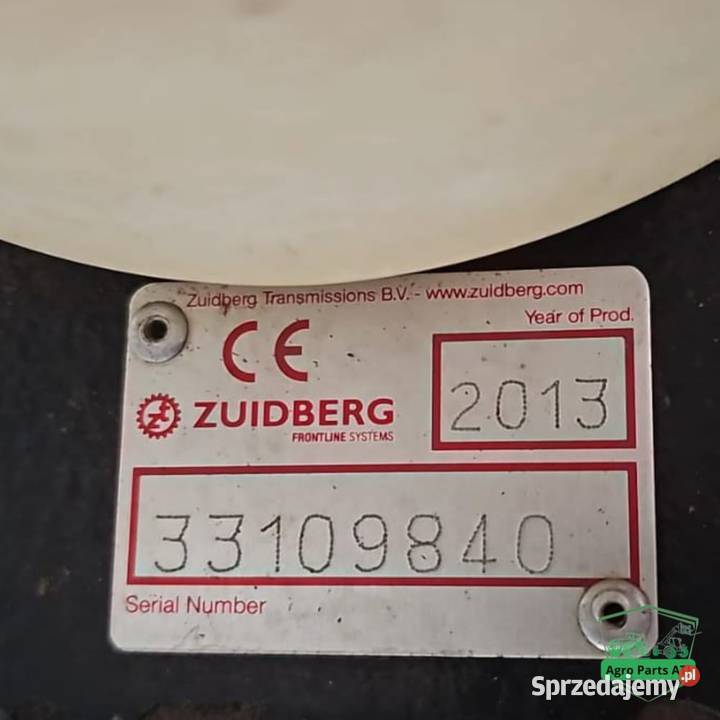 Zuidberg Transmissions B.V. - www.zuidberg.com
Year of Prod.
CE
2013
ZUIDBERG
FRONTLINE SYSTEMS
33109840
Serial Number
Agro Parts
Sprzedajemy.pl